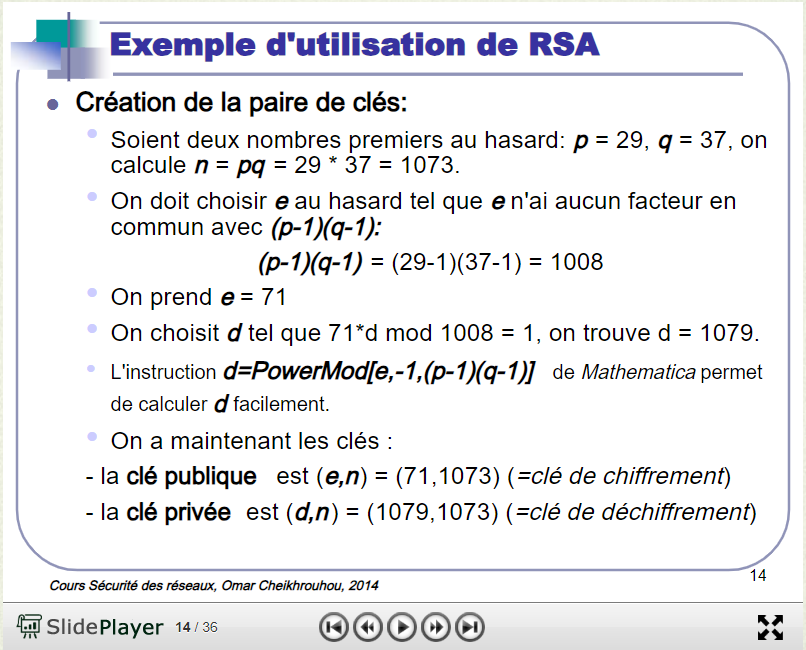 Exemple d'utilisation de RSA
Création de la paire de clés:
Soient deux nombres premiers au hasard: p = 29, q = 37, on
calcule n = pq = 29 * 37 = 1073.
On doit choisir e au hasard tel que e n'ai aucun facteur en
commun avec (p-1)(q-1):
(p-1)(q-1) = (29-1)(37-1) = 1008
On prend e = 71
On choisit d tel que 71*d mod 1008 = 1, on trouve d = 1079.
L'instruction d=PowerMod[e,-1,(p-1)(q-1)] de Mathematica permet
de calculer d facilement.
On a maintenant les clés :
- la clé publique est (e,n) = (71,1073) (=clé de chiffrement)
- la clé privée est (d,n) = (1079,1073) (=clé de déchiffrement)
14
Cours Sécurité des réseaux, Omar Cheikhrouhou, 2014
SlidePlayer 14 / 36